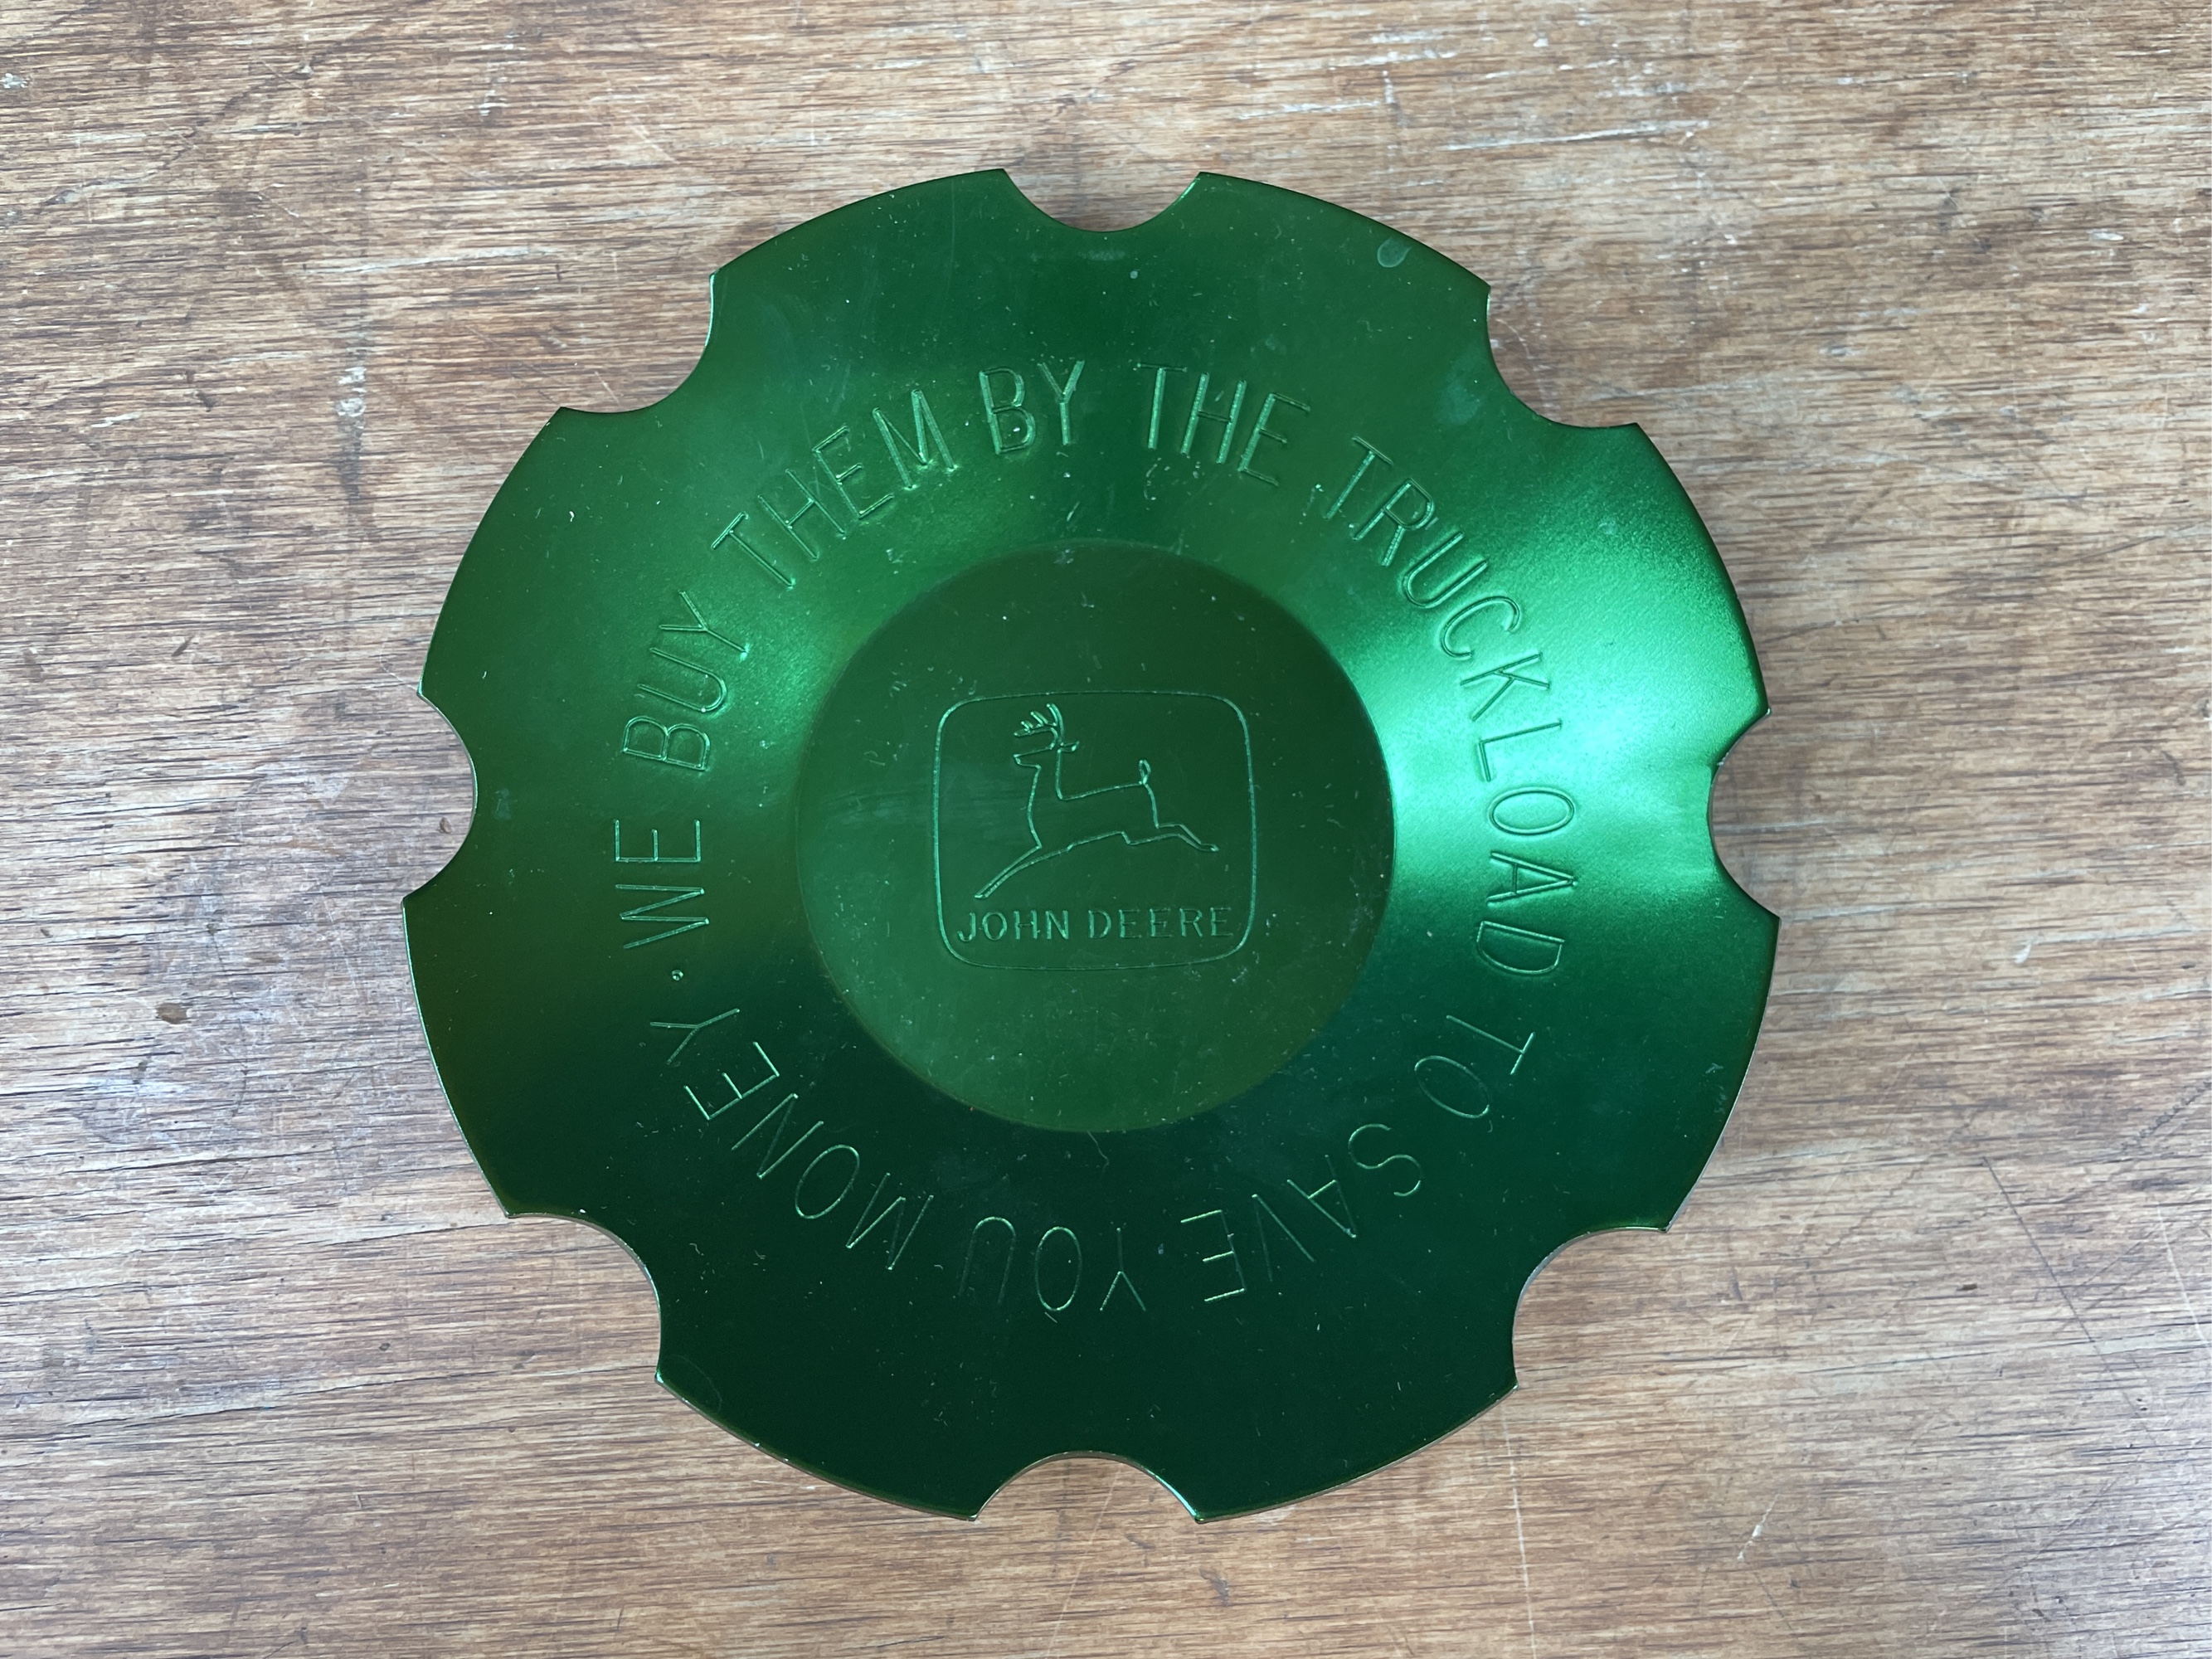 WE BUY THEM BY THE TRUCKLOAD TO SAVE YOU MONEY •
JOHN DEERE